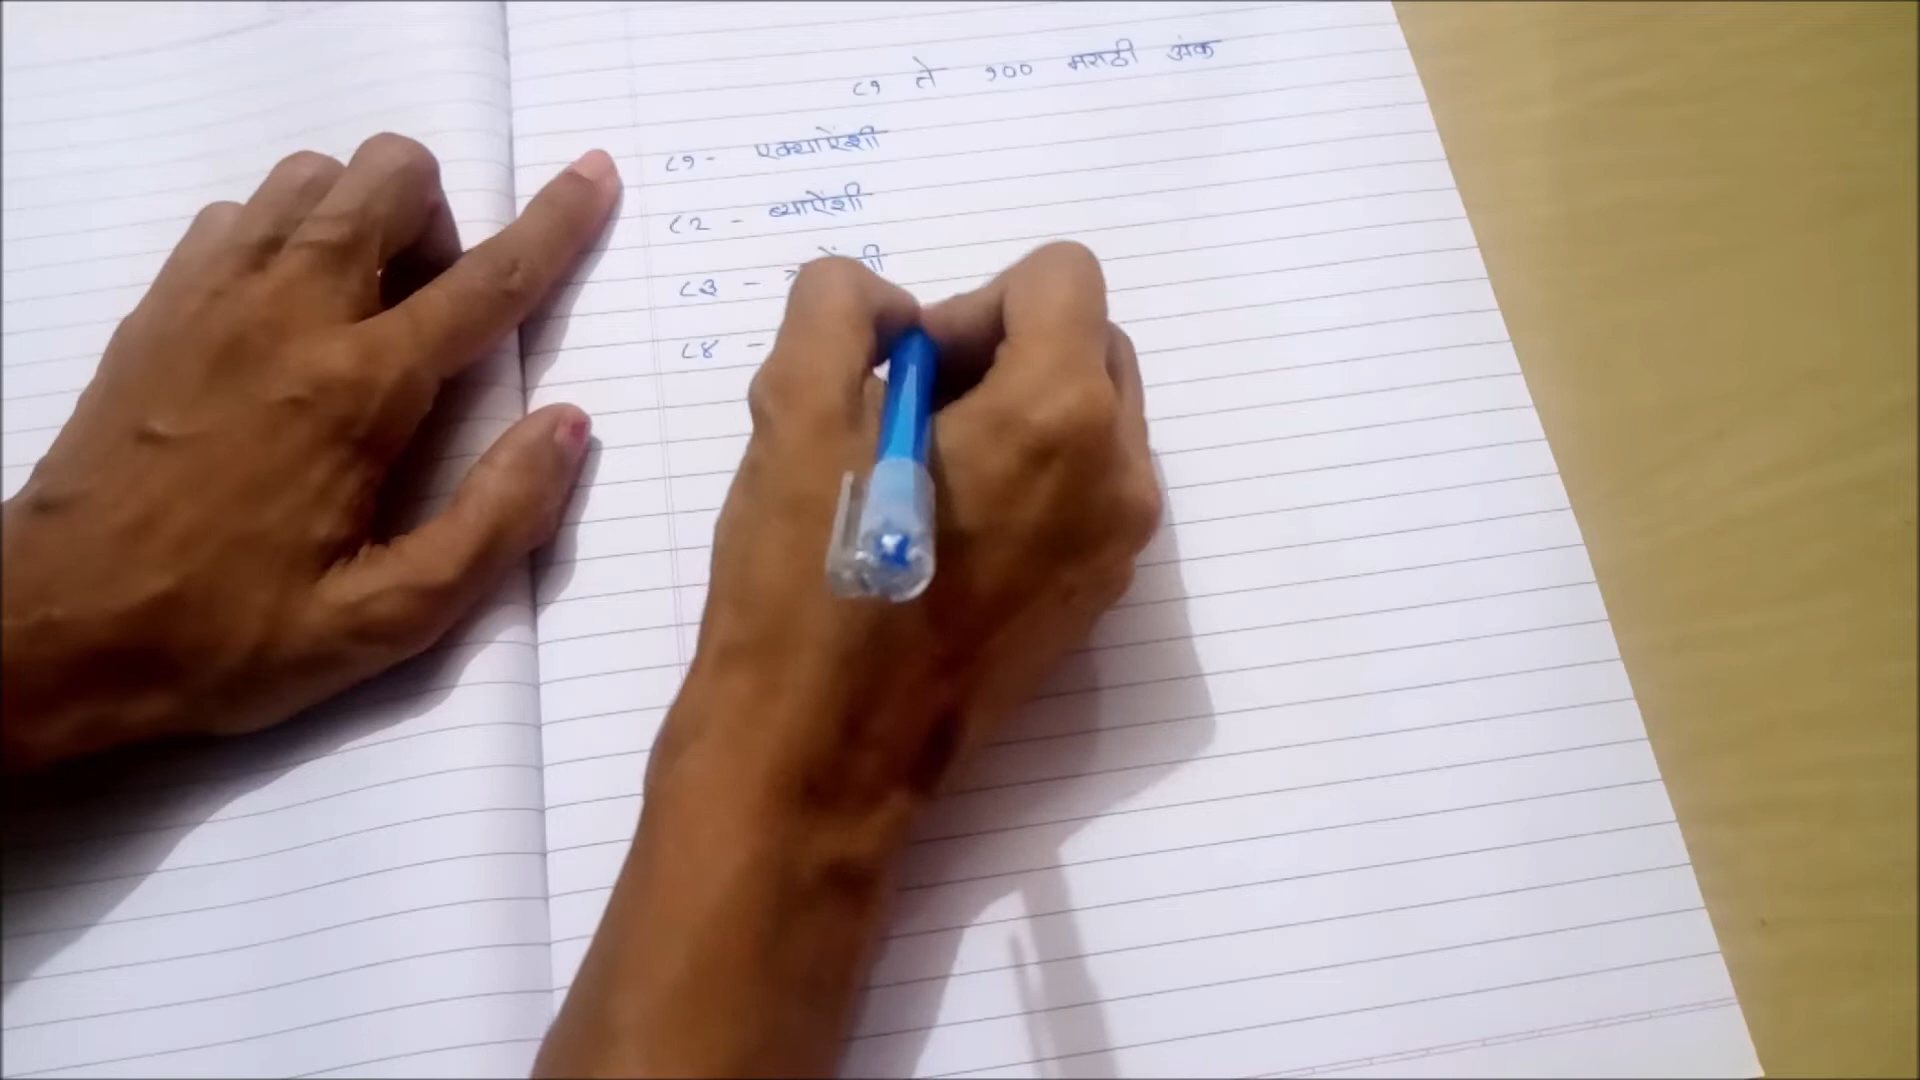 ८१ ते १०० मराठी अंक
८१ - एक्याऐंशी
८२ - ब्याऐंशी
८३ -
८४ -